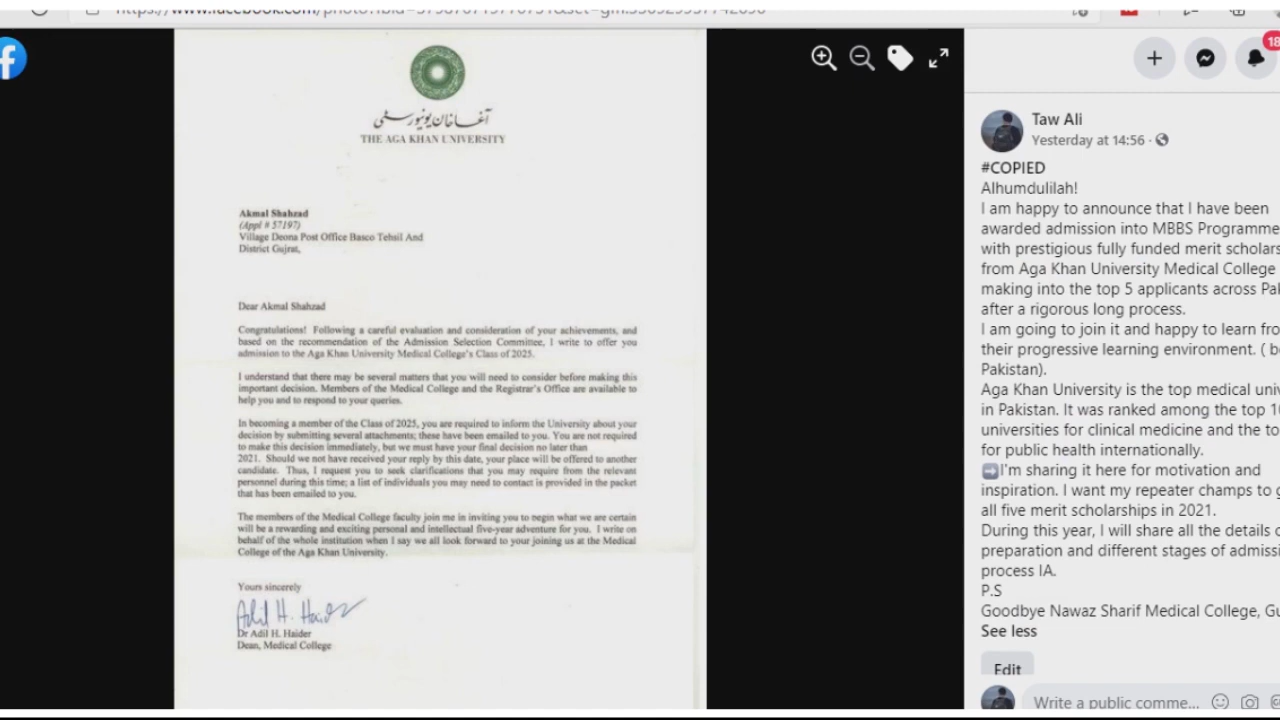 آغا خان یونیورسٹی
THE AGA KHAN UNIVERSITY
Akmal Shahzad
(Appl # 57197)
Village Deona Post Office Basco Tehsil And
District Gujrat,
Dear Akmal Shahzad
Congratulations! Following a careful evaluation and consideration of your achievements, and
based on the recommendation of the Admission Selection Committee, I write to offer you
admission to the Aga Khan University Medical College's Class of 2025.
I understand that there may be several matters that you will need to consider before making this
important decision. Members of the Medical College and the Registrar's Office are available to
help you and to respond to your queries.
In becoming a member of the Class of 2025, you are required to inform the University about your
decision by submitting several attachments; these have been emailed to you. You are not required
to make this decision immediately, but we must have your final decision no later than
2021. Should we not have received your reply by this date, your place will be offered to another
candidate. Thus, I request you to seek clarifications that you may require from the relevant
personnel during this time; a list of individuals you may need to contact is provided in the packet
that has been emailed to you.
The members of the Medical College faculty join me in inviting you to begin what we are certain
will be a rewarding and exciting personal and intellectual five-year adventure for you. I write on
behalf of the whole institution when I say we all look forward to your joining us at the Medical
College of the Aga Khan University.
Yours sincerely
Adil H. Haider
Dr Adil H. Haider
Dean, Medical College
18
Taw Ali
Yesterday at 14:56 ·
#COPIED
Alhumdulilah!
I am happy to announce that I have been
awarded admission into MBBS Programme
with prestigious fully funded merit scholars
from Aga Khan University Medical College
making into the top 5 applicants across Pa
after a rigorous long process.
I am going to join it and happy to learn fro
their progressive learning environment. ( b
Pakistan).
Aga Khan University is the top medical univ
in Pakistan. It was ranked among the top 1
universities for clinical medicine and the to
for public health internationally.
I'm sharing it here for motivation and
inspiration. I want my repeater champs to g
all five merit scholarships in 2021.
During this year, I will share all the details
preparation and different stages of admiss
process IA.
P.S
Goodbye Nawaz Sharif Medical College, Gu
See less
Edit
Write a public comme...